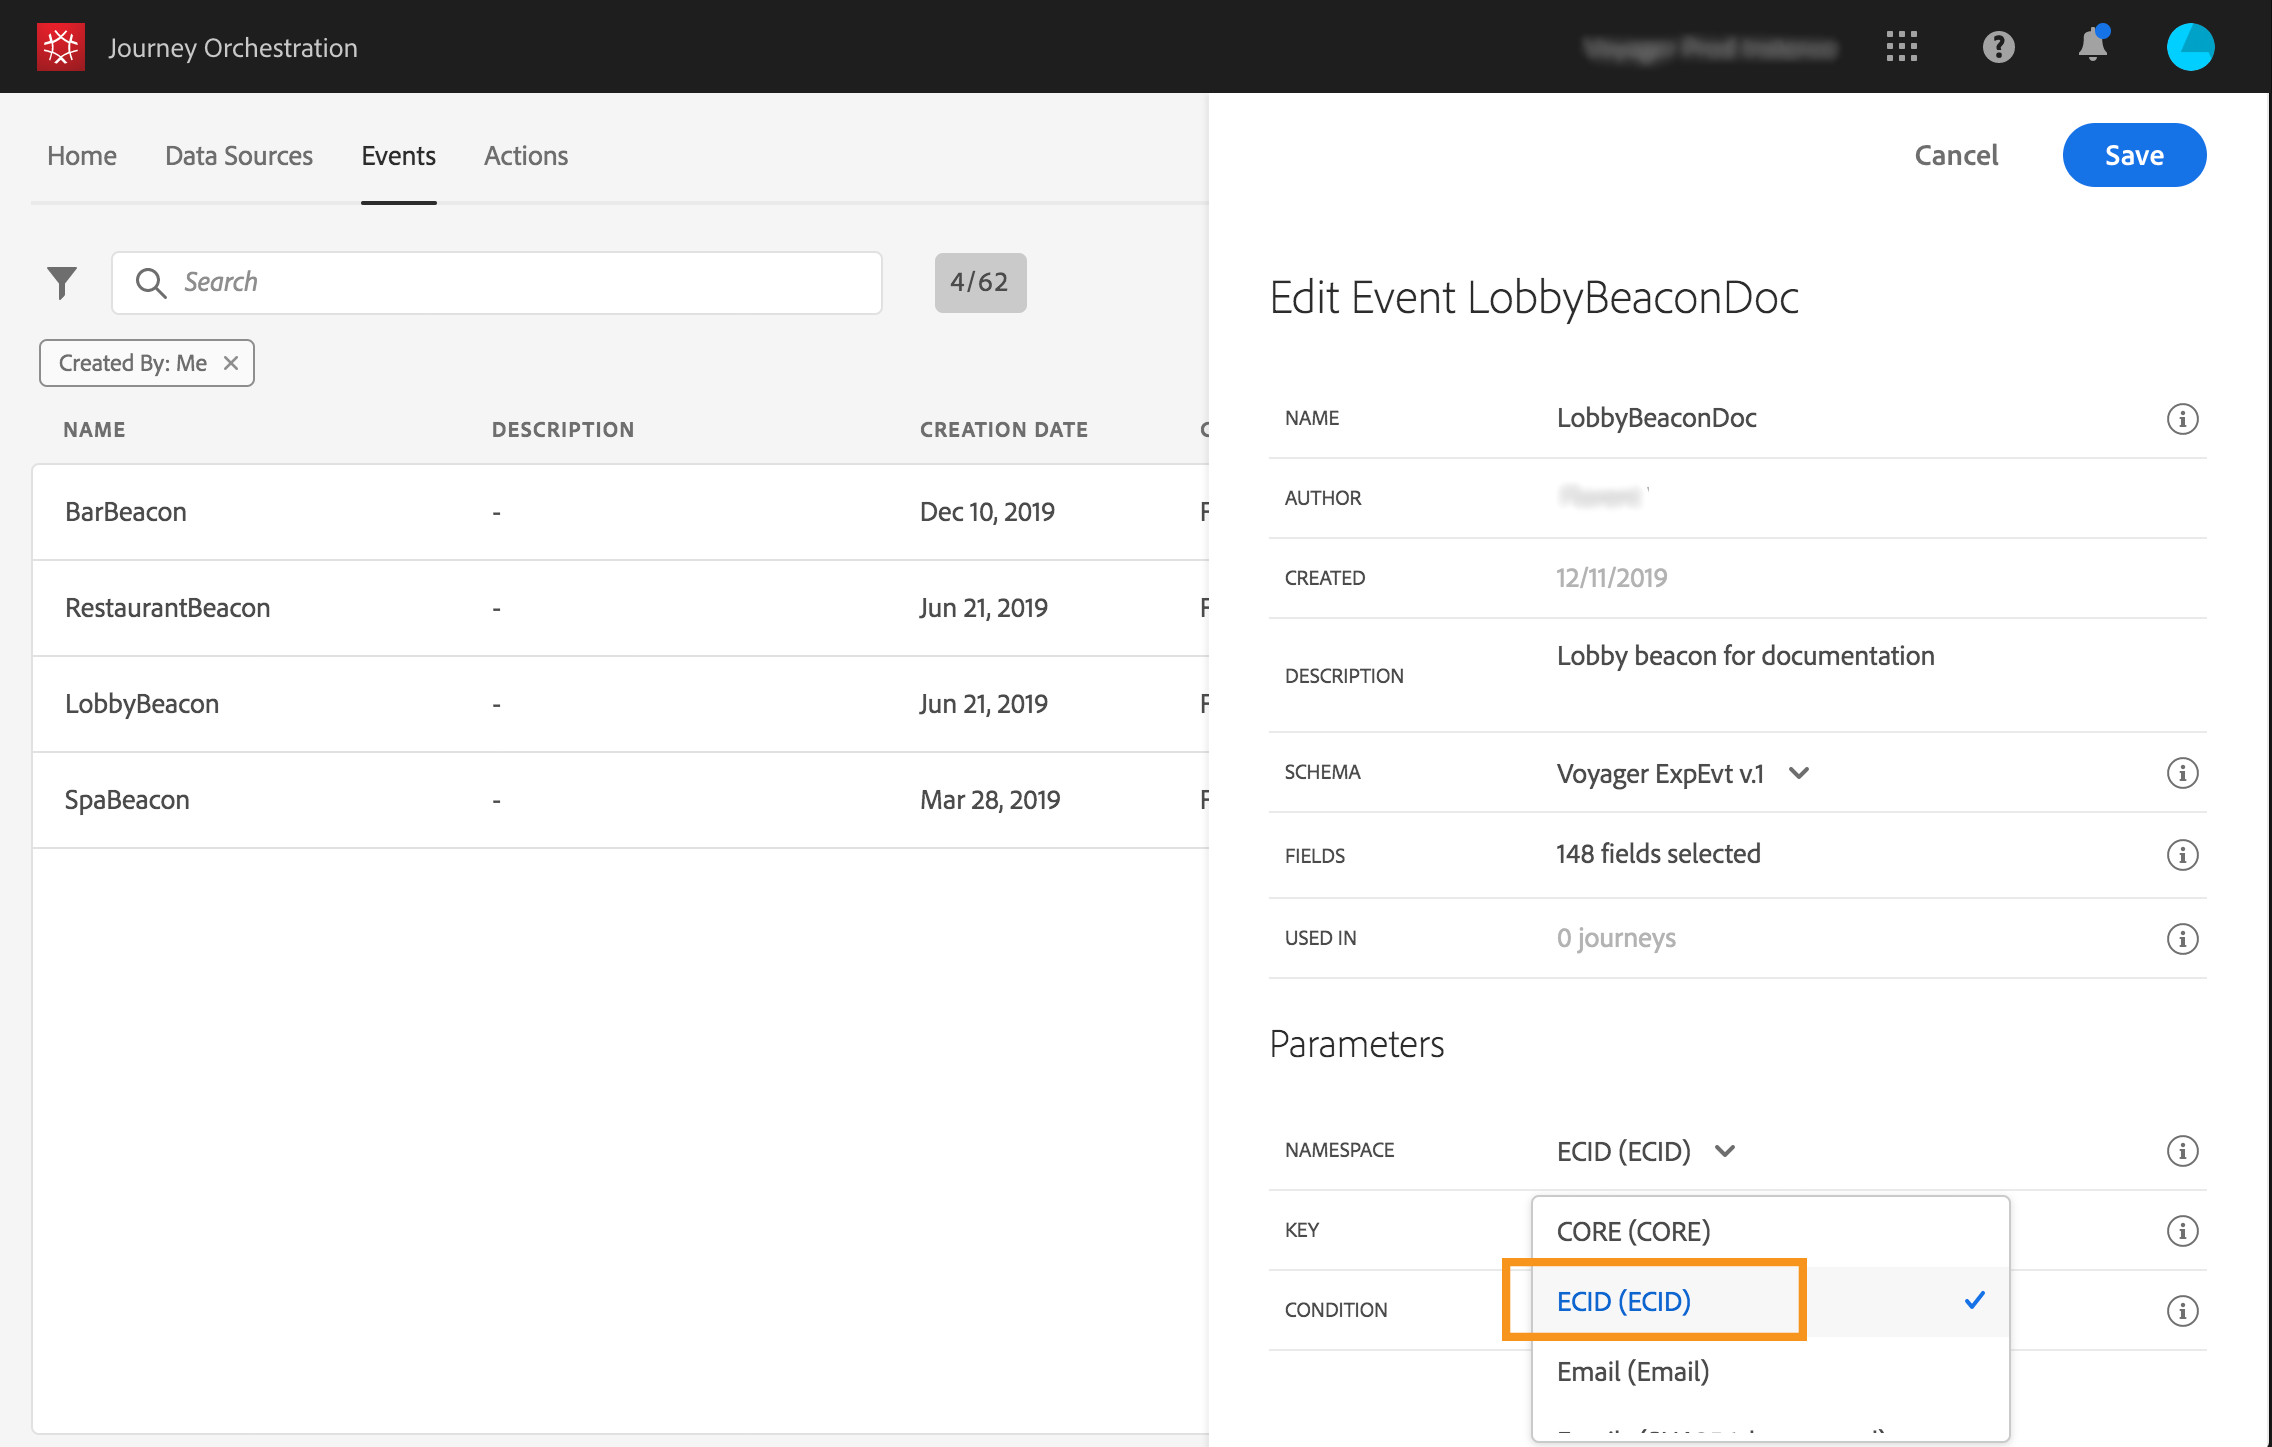 Journey Orchestration
Home Data Sources Events Actions
Search
4/62
Created By: Me
NAME DESCRIPTION CREATION DATE
BarBeacon - Dec 10, 2019
RestaurantBeacon - Jun 21, 2019
LobbyBeacon - Jun 21, 2019
SpaBeacon - Mar 28, 2019
Cancel Save
Edit Event LobbyBeaconDoc
NAME LobbyBeaconDoc
AUTHOR
CREATED 12/11/2019
DESCRIPTION Lobby beacon for documentation
SCHEMA Voyager ExpEvt v.1
FIELDS 148 fields selected
USED IN 0 journeys
Parameters
NAMESPACE ECID (ECID)
KEY
CONDITION
CORE (CORE)
ECID (ECID)
Email (Email)